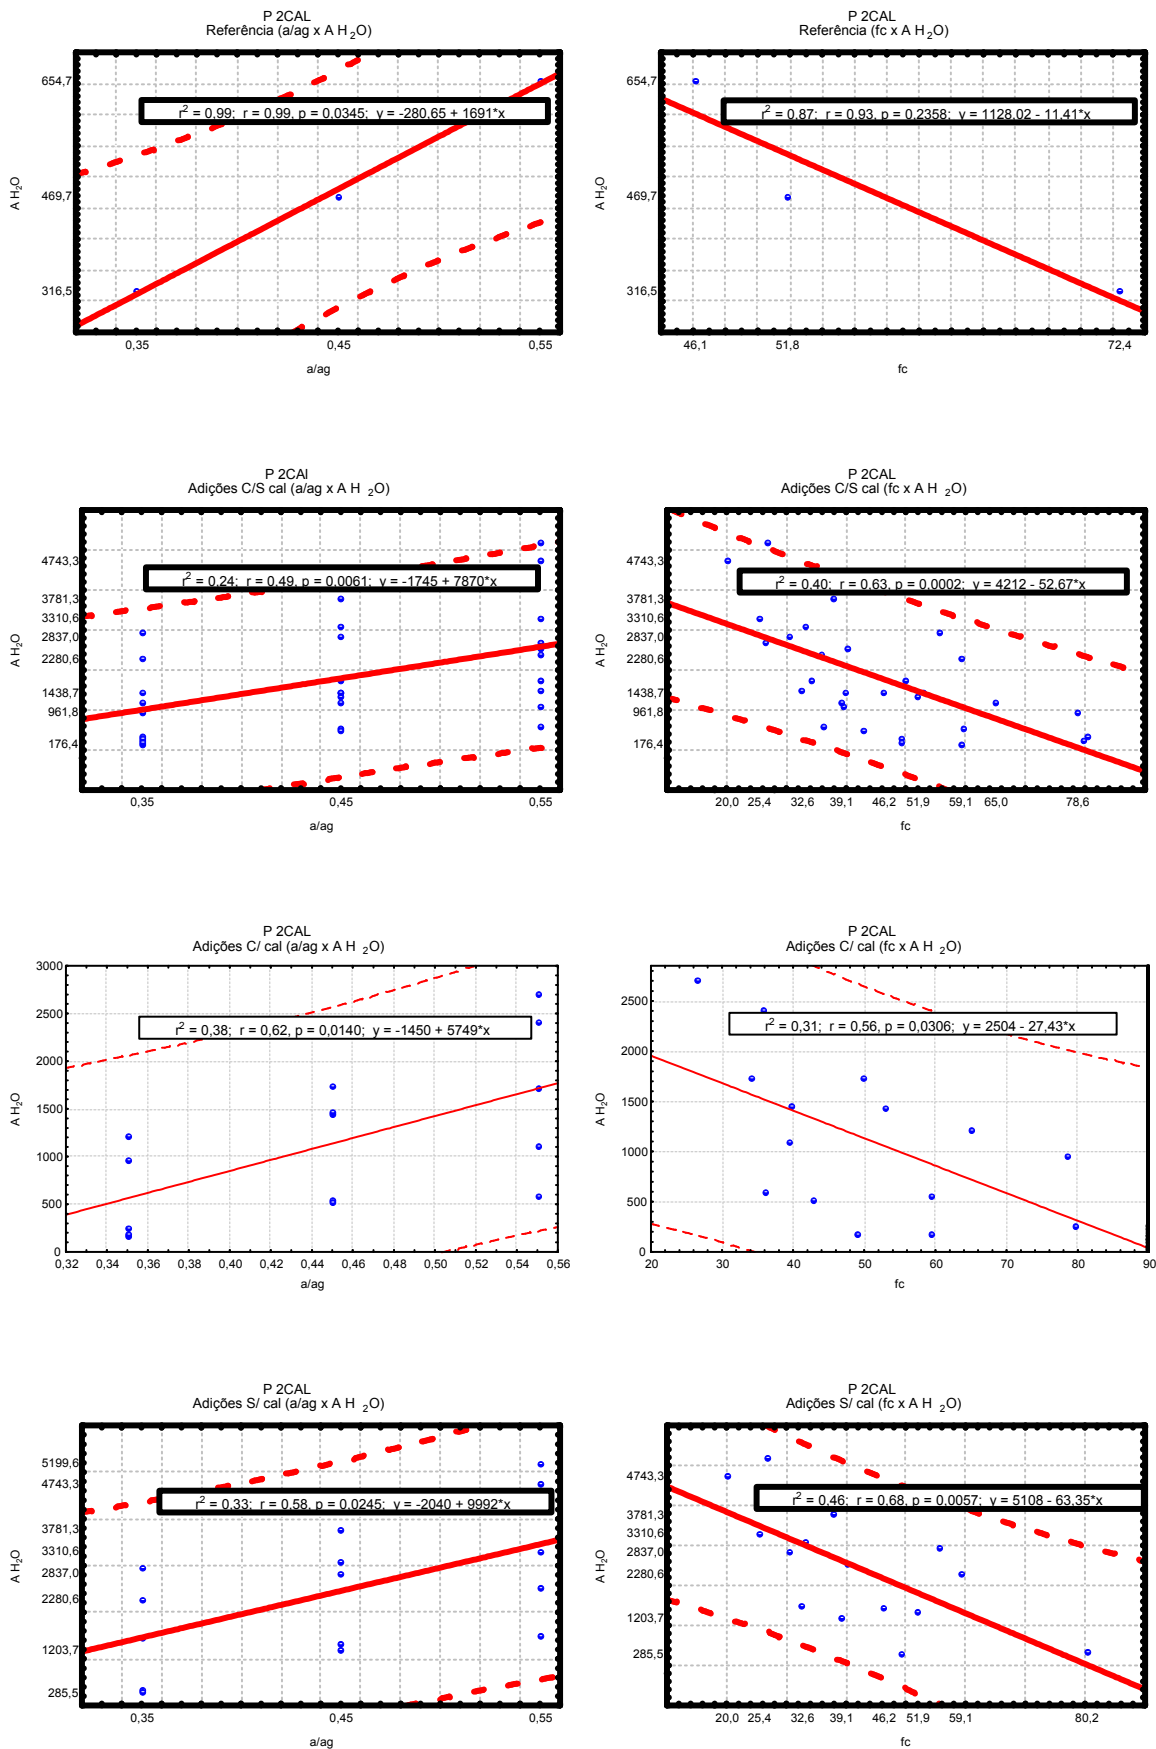 P 2CAL
Referência (a/ag x A H2O)
A H2O
654,7
469,7
316,5
r2 = 0,99; r = 0,99, p = 0,0345; y = -280,65 + 1691*x
0,35 0,45 0,55
a/ag
P 2CAL
Referência (fc x A H2O)
A H2O
654,7
469,7
316,5
r2 = 0,87; r = 0,93, p = 0,2358; y = 1128,02 - 11,41*x
46,1 51,8 72,4
fc
P 2CAl
Adições C/S cal (a/ag x A H 2O)
A H2O
4743,3
3781,3
3310,6
2837,0
2280,6
1438,7
961,8
176,4
r2 = 0,24; r = 0,49, p = 0,0061; y = -1745 + 7870*x
0,35 0,45 0,55
a/ag
P 2CAL
Adições C/S cal (fc x A H 2O)
A H2O
4743,3
3781,3
3310,6
2837,0
2280,6
1438,7
961,8
176,4
r2 = 0,40; r = 0,63, p = 0,0002; y = 4212 - 52,67*x
20,0 25,4 32,6 39,1 46,2 51,9 59,1 65,0 78,6
fc
P 2CAL
Adições C/ cal (a/ag x A H 2O)
A H2O
3000
2500
2000
1500
1000
500
0
r2 = 0,38; r = 0,62, p = 0,0140; y = -1450 + 5749*x
0,32 0,34 0,36 0,38 0,40 0,42 0,44 0,46 0,48 0,50 0,52 0,54 0,56
a/ag
P 2CAL
Adições C/ cal (fc x A H 2O)
A H2O
2500
2000
1500
1000
500
0
r2 = 0,31; r = 0,56, p = 0,0306; y = 2504 - 27,43*x
20 30 40 50 60 70 80 90
fc
P 2CAL
Adições S/ cal (a/ag x A H 2O)
A H2O
5199,6
4743,3
3781,3
3310,6
2837,0
2280,6
1203,7
285,5
r2 = 0,33; r = 0,58, p = 0,0245; y = -2040 + 9992*x
0,35 0,45 0,55
a/ag
P 2CAL
Adições S/ cal (fc x A H 2O)
A H2O
4743,3
3781,3
3310,6
2837,0
2280,6
1203,7
285,5
r2 = 0,46; r = 0,68, p = 0,0057; y = 5108 - 63,35*x
20,0 25,4 32,6 39,1 46,2 51,9 59,1 80,2
fc